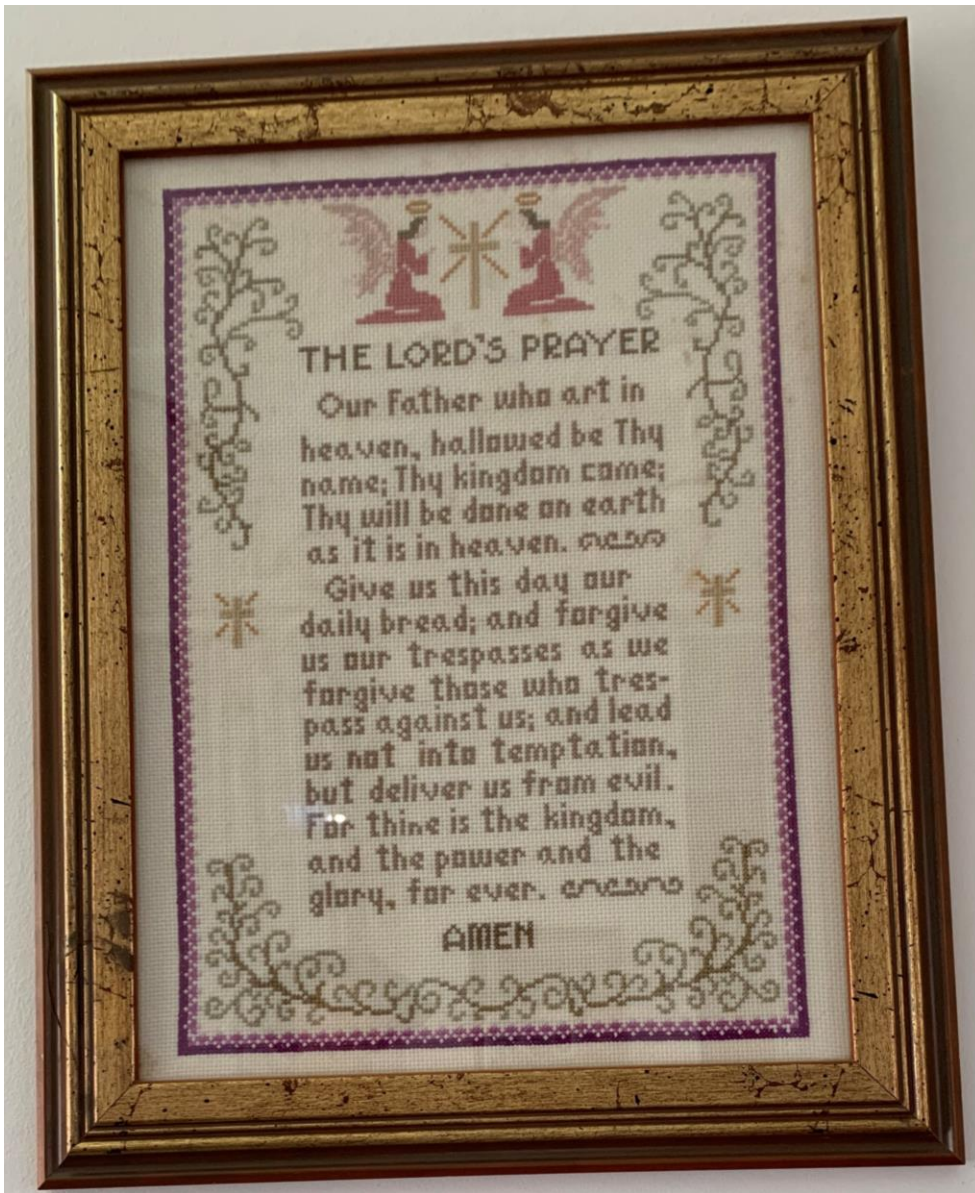 THE LORD'S PRAYER
Our Father who art in
heaven, hallowed be Thy
name; Thy kingdom come;
Thy will be done on earth
as it is in heaven.
Give us this day our
daily bread; and forgive
us our trespasses as we
forgive those who tres-
pass against us; and lead
us not into temptation,
but deliver us from evil.
For thine is the kingdom,
and the power and the
glory, for ever.
AMEN